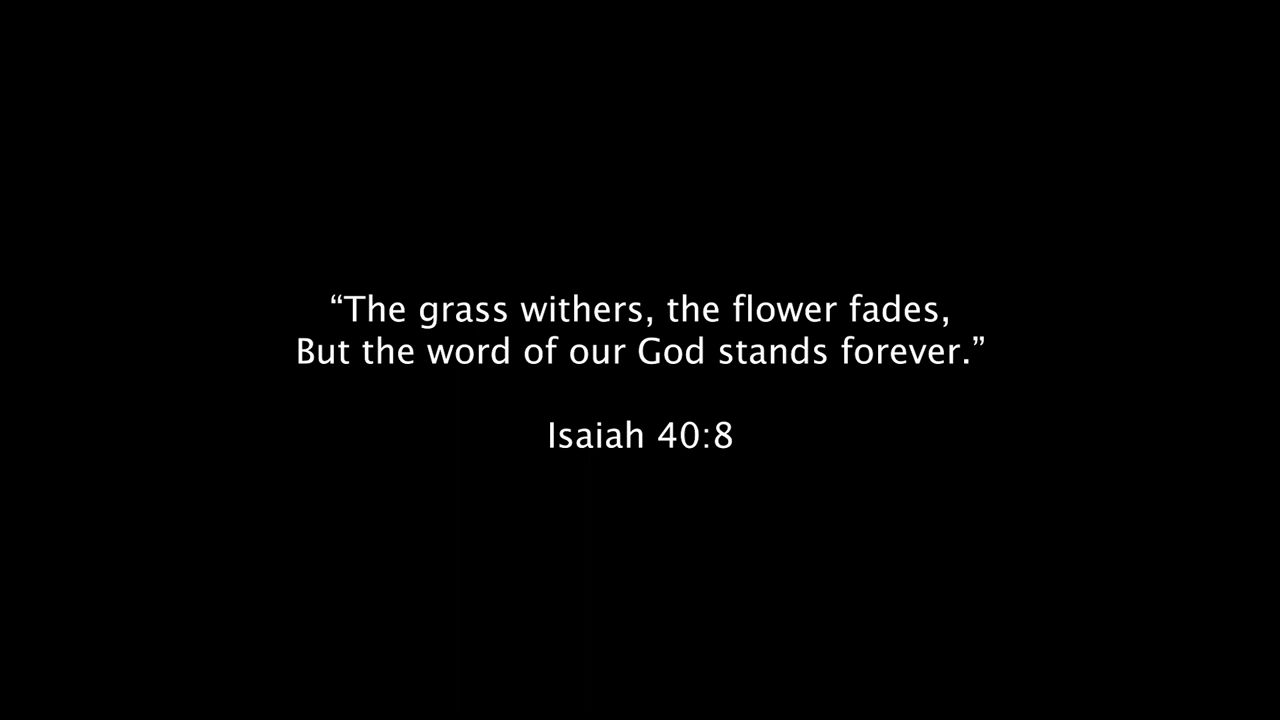 “The grass withers, the flower fades,
But the word of our God stands forever.”
Isaiah 40:8